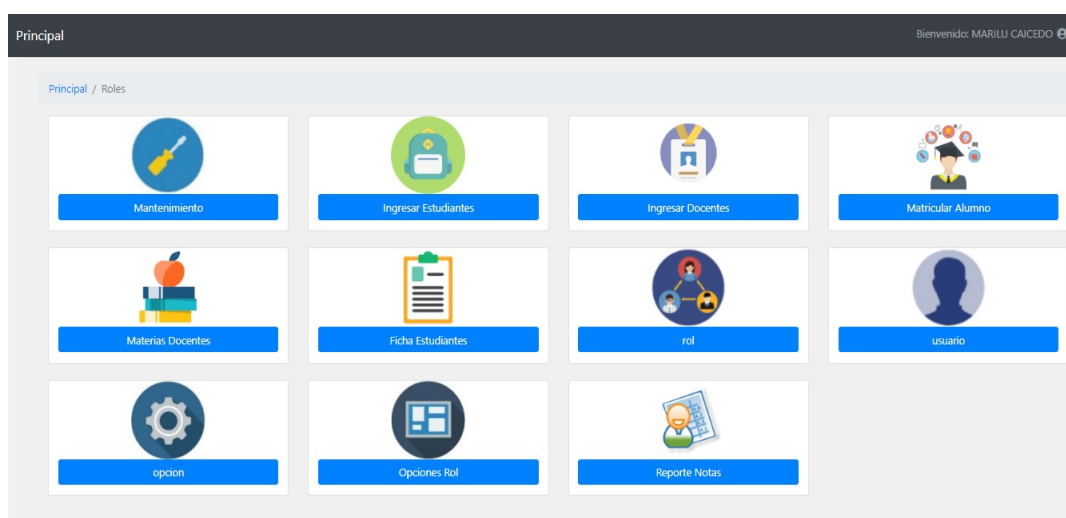 Principal
Bienvenido: MARILU CAICEDO
Principal / Roles
Mantenimiento
Ingresar Estudiantes
Ingresar Docentes
Matricular Alumno
Materias Docentes
Ficha Estudiantes
rol
usuario
opcion
Opciones Rol
Reporte Notas